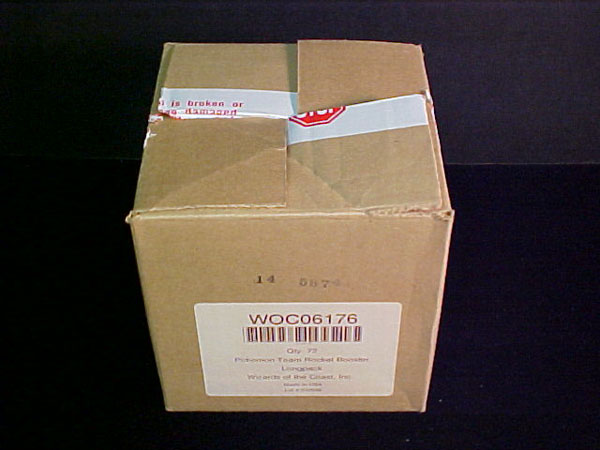 is broken or
damaged
STOP
14 5874
WOC06176
Qty: 72
Pokemon Team Rocket Booster
Longpack
Wizards of the Coast, Inc.
Made in USA